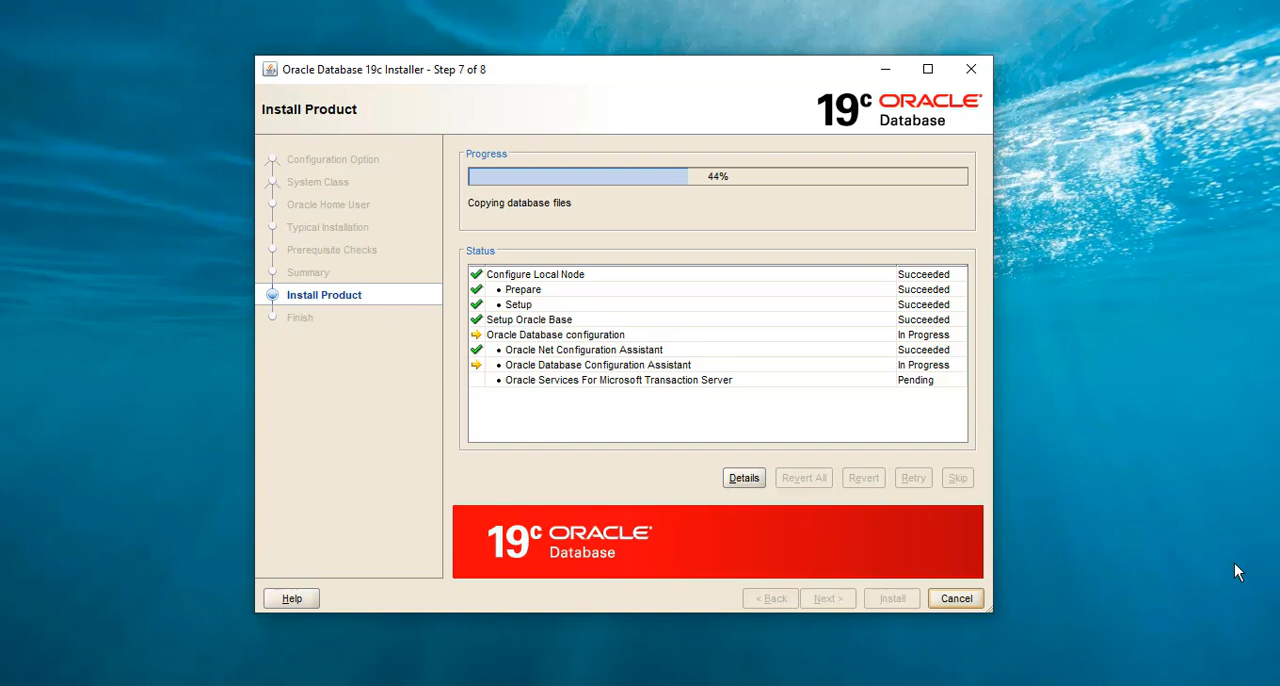 Oracle Database 19c Installer - Step 7 of 8
Install Product
19c ORACLE
Database
Configuration Option
System Class
Oracle Home User
Typical Installation
Prerequisite Checks
Summary
Install Product
Finish
Progress
44%
Copying database files
Status
Configure Local Node Succeeded
• Prepare Succeeded
• Setup Succeeded
Setup Oracle Base Succeeded
Oracle Database configuration In Progress
• Oracle Net Configuration Assistant Succeeded
• Oracle Database Configuration Assistant In Progress
• Oracle Services For Microsoft Transaction Server Pending
Details Revert All Revert Retry Skip
19c ORACLE
Database
Help < Back Next > Install Cancel